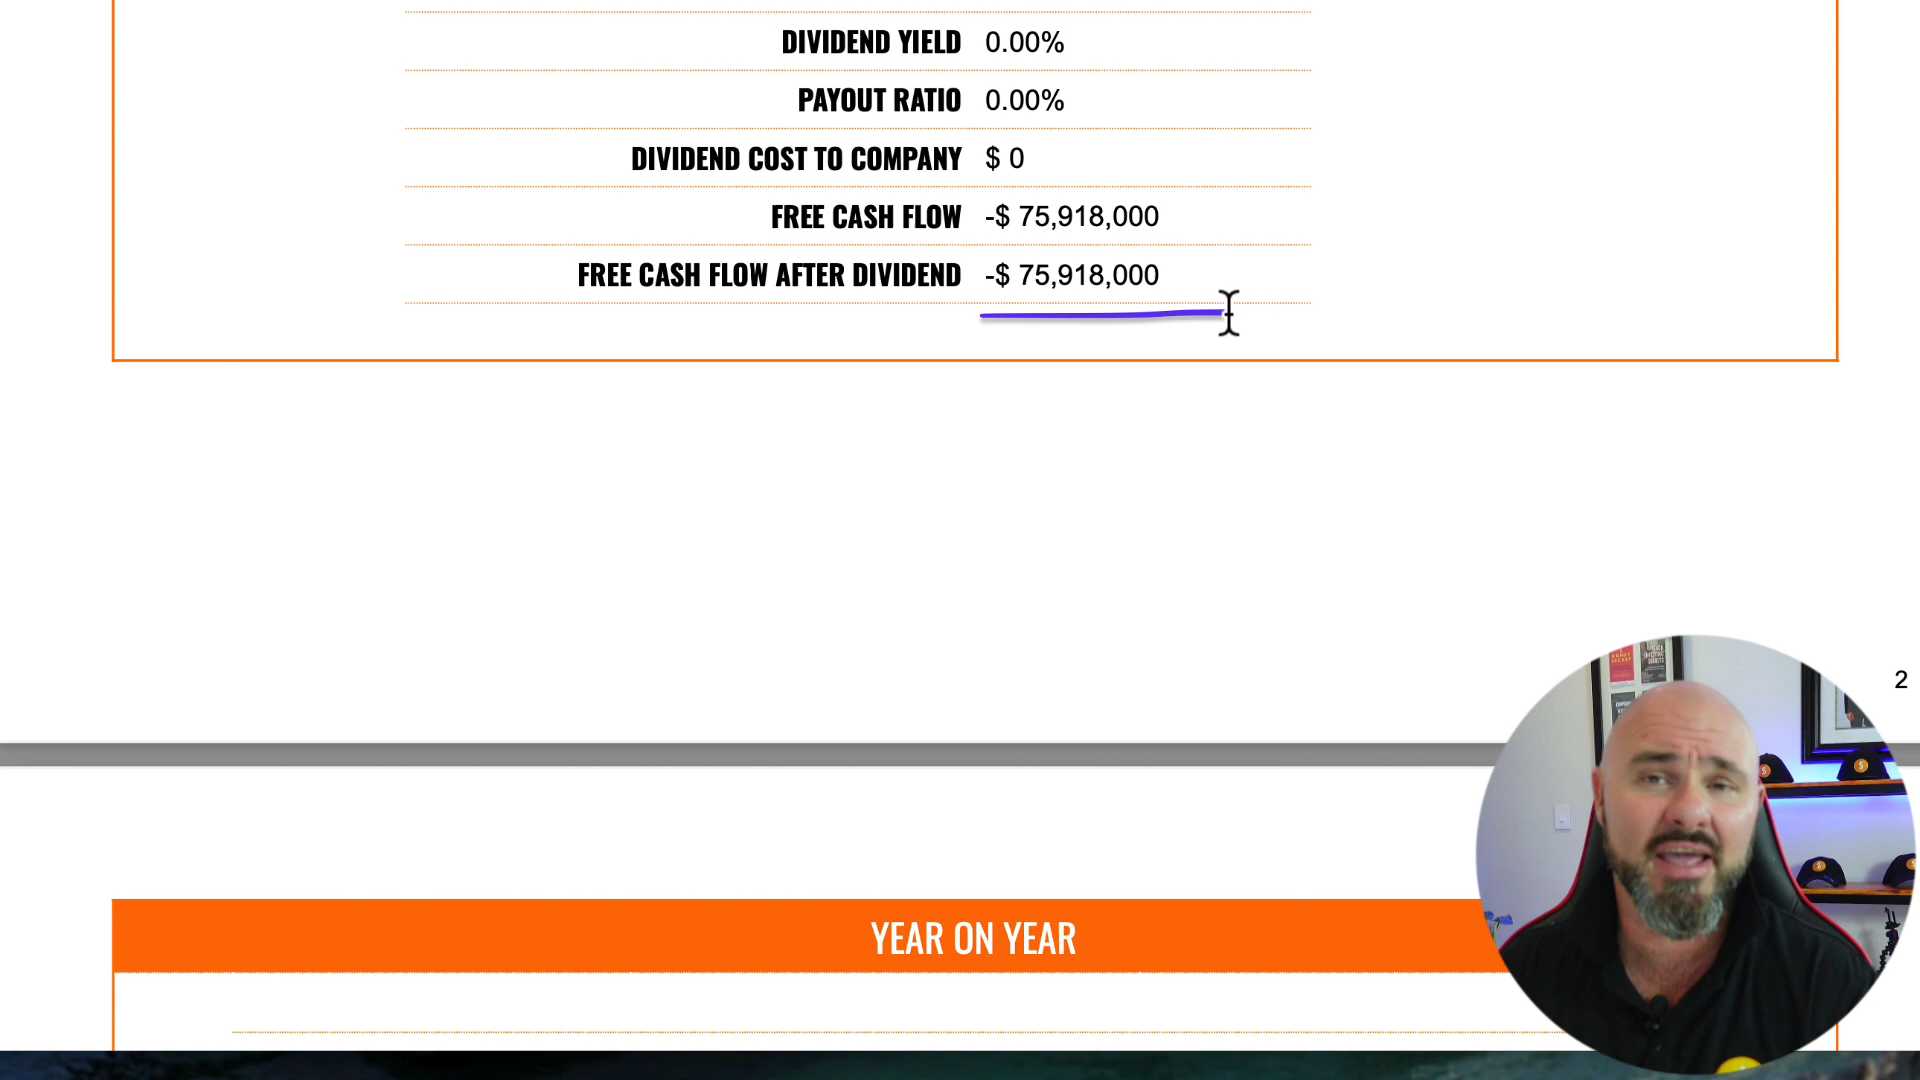 DIVIDEND YIELD 0.00%
PAYOUT RATIO 0.00%
DIVIDEND COST TO COMPANY $ 0
FREE CASH FLOW -$ 75,918,000
FREE CASH FLOW AFTER DIVIDEND -$ 75,918,000
2
YEAR ON YEAR